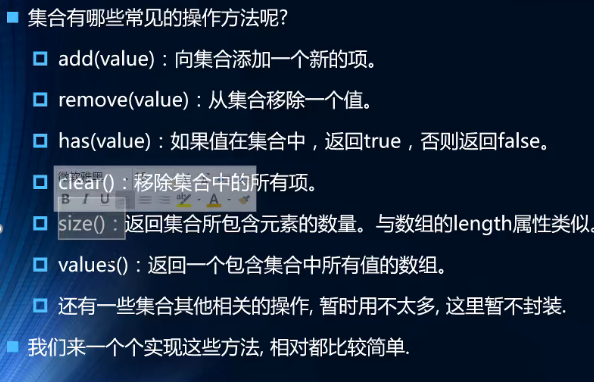 集合有哪些常见的操作方法呢?
add(value)：向集合添加一个新的项。
remove(value)：从集合移除一个值。
has(value)：如果值在集合中，返回true，否则返回false。
clear()：移除集合中的所有项。
size()：返回集合所包含元素的数量。与数组的length属性类似。
values()：返回一个包含集合中所有值的数组。
还有一些集合其他相关的操作, 暂时用不太多, 这里暂不封装.
我们来一个个实现这些方法, 相对都比较简单.